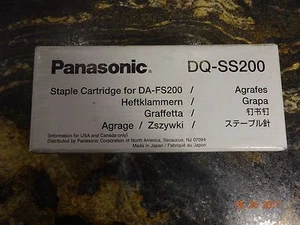 Panasonic® DQ-SS200
Staple Cartridge for DA-FS200 / Agrafes
Heftklammern / Grapa
Graffetta / 钉书钉
Agrage / Zszywki / ステープル針
(Information for USA and Canada only)
Distributed by Panasonic Corporation of North America, Secaucus, NJ 07094
Made in Japan / Fabriqué au Japon